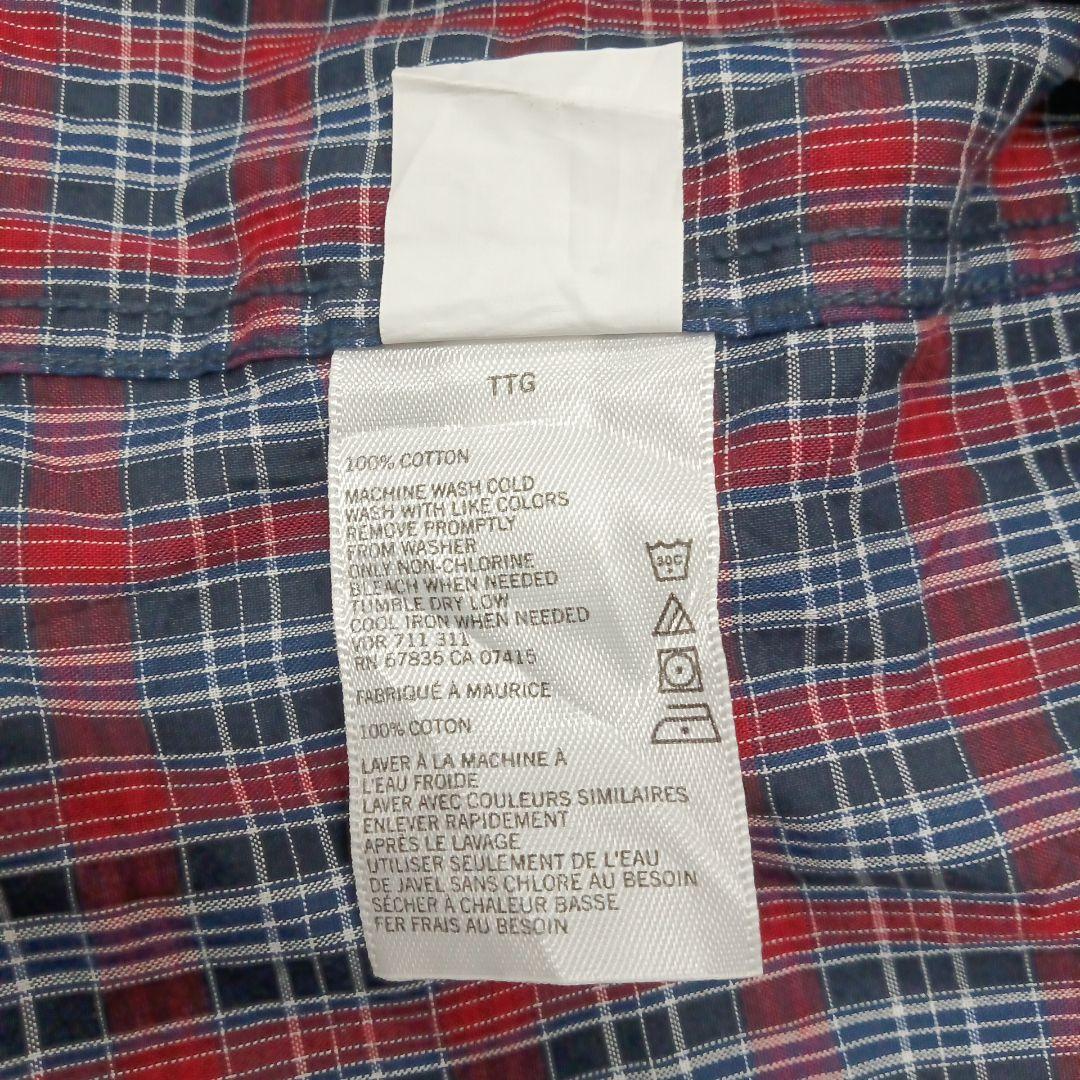 TTG
100% COTTON
MACHINE WASH COLD
WASH WITH LIKE COLORS
REMOVE PROMPTLY
FROM WASHER
ONLY NON-CHLORINE
BLEACH WHEN NEEDED
TUMBLE DRY LOW
COOL IRON WHEN NEEDED
VDR 711 311
RN 67835 CA 07415
FABRIQUÉ À MAURICE
100% COTON
LAVER À LA MACHINE À
L'EAU FROIDE
LAVER AVEC COULEURS SIMILAIRES
ENLEVER RAPIDEMENT
APRÈS LE LAVAGE
UTILISER SEULEMENT DE L'EAU
DE JAVEL SANS CHLORE AU BESOIN
SÉCHER À CHALEUR BASSE
FER FRAIS AU BESOIN